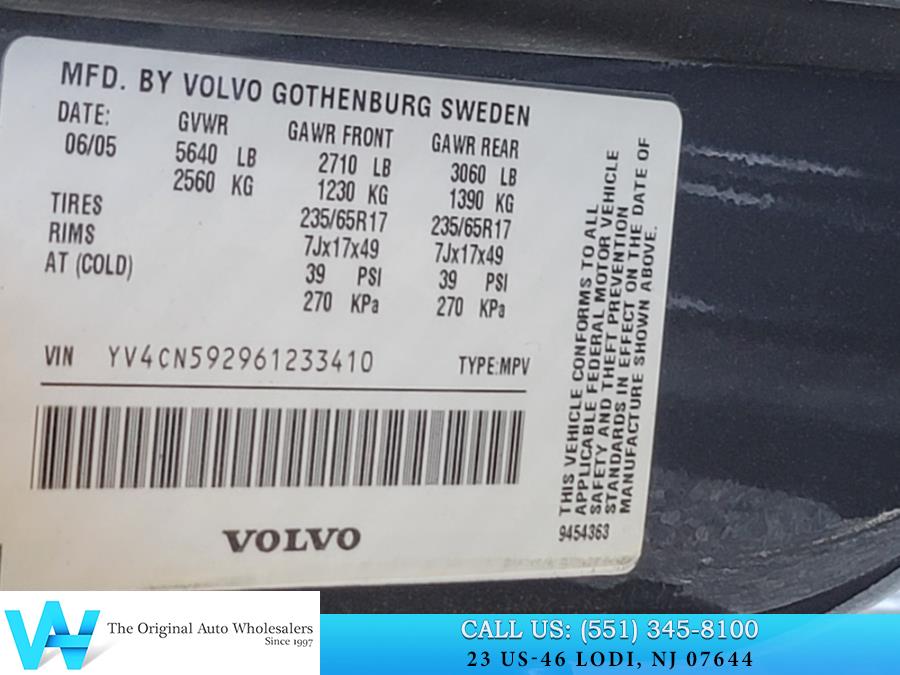 MFD. BY VOLVO GOTHENBURG SWEDEN
DATE: GVWR GAWR FRONT GAWR REAR
06/05 5640 LB 2710 LB 3060 LB
2560 KG 1230 KG 1390 KG
TIRES 235/65R17 235/65R17
RIMS 7Jx17x49 7Jx17x49
AT (COLD) 39 PSI 39 PSI
270 KPa 270 KPa
VIN YV4CN592961233410 TYPE:MPV
VOLVO
THIS VEHICLE CONFORMS TO ALL
APPLICABLE FEDERAL MOTOR VEHICLE
SAFETY AND THEFT PREVENTION
STANDARDS IN EFFECT ON THE DATE OF
MANUFACTURE SHOWN ABOVE.
9454363
The Original Auto Wholesalers
Since 1997
CALL US: (551) 345-8100
23 US-46 LODI, NJ 07644